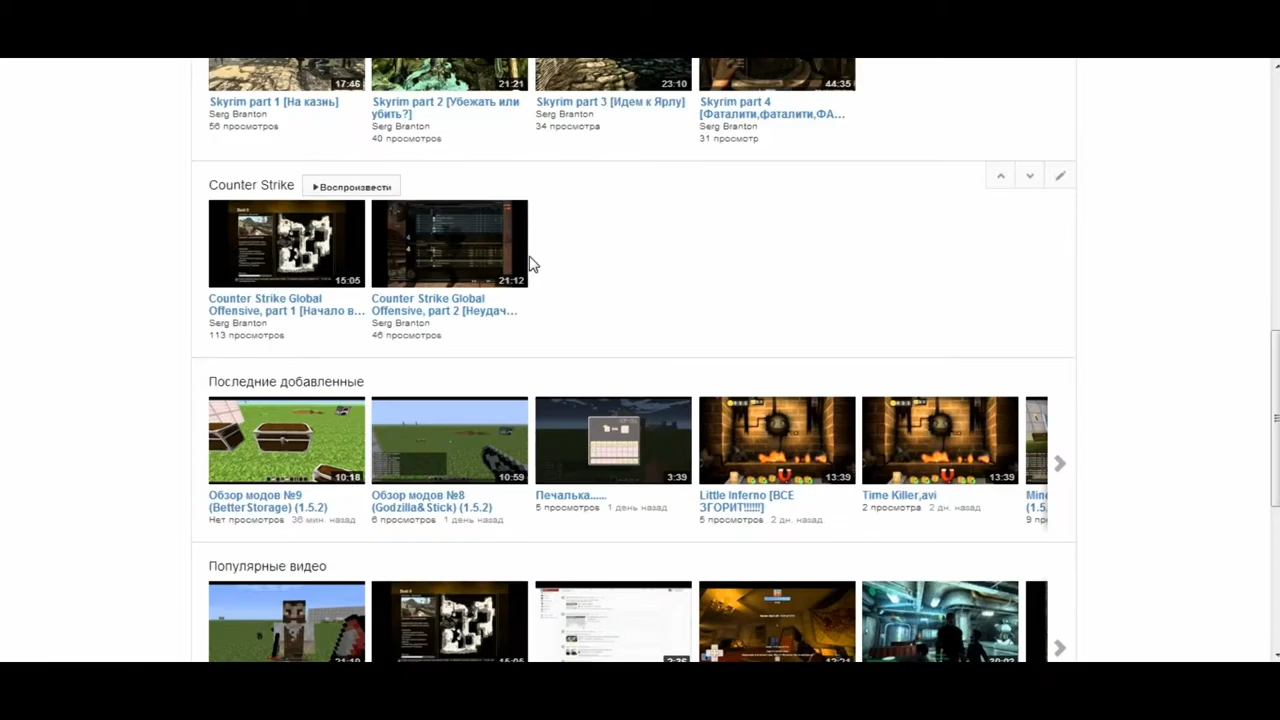 17:46
21:21
23:10
44:35
Skyrim part 1 [На казнь]
Serg Branton
56 просмотров
Skyrim part 2 [Убежать или
убить?]
Serg Branton
40 просмотров
Skyrim part 3 [Идем к Ярлу]
Serg Branton
34 просмотра
Skyrim part 4
[Фаталити,фаталити,ФА...
Serg Branton
31 просмотр
Counter Strike
Воспроизвести
15:05
21:12
Counter Strike Global
Offensive, part 1 [Начало в...
Serg Branton
113 просмотров
Counter Strike Global
Offensive, part 2 [Неудач...
Serg Branton
46 просмотров
Последние добавленные
10:18
10:59
3:39
13:39
13:39
Обзор модов №9
(BetterStorage) (1.5.2)
Нет просмотров 36 мин. назад
Обзор модов №8
(Godzilla&Stick) (1.5.2)
6 просмотров 1 день назад
Печалька......
5 просмотров 1 день назад
Little Inferno [ВСЕ
ЗГОРИТ!!!!!!]
5 просмотров 2 дн. назад
Time Killer,avi
2 просмотра 2 дн. назад
Mine
(1.5.
9 пр
Популярные видео